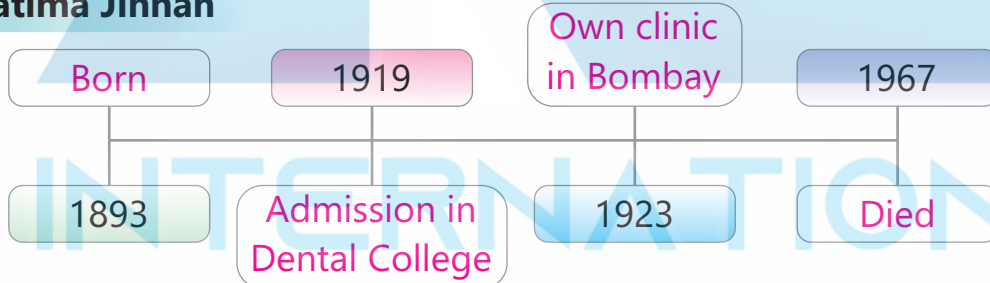 atima Jinnah
Born
1919
Own clinic
in Bombay
1967
1893
Admission in
Dental College
1923
Died
INTERNATION